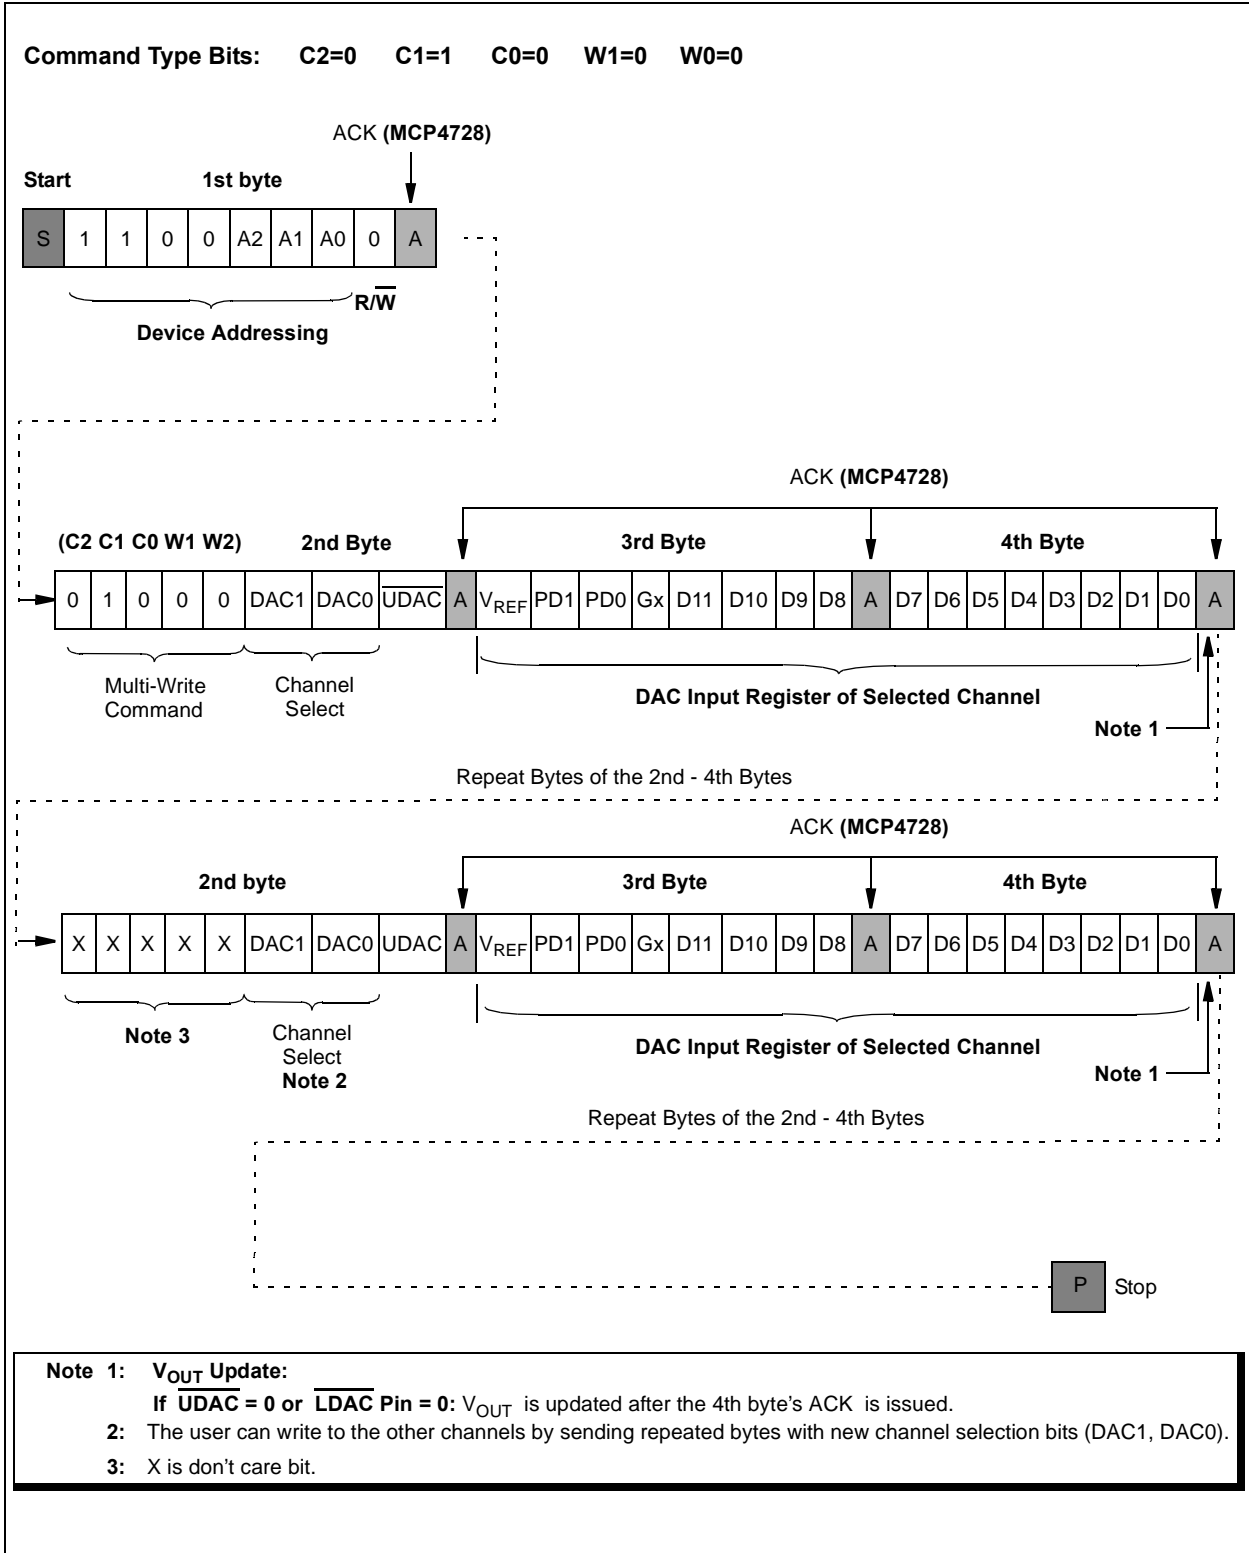 Command Type Bits: C2=0 C1=1 C0=0 W1=0 W0=0
ACK (MCP4728)
Start 1st byte
S 1 1 0 0 A2 A1 A0 0 A
R/W̅
Device Addressing
ACK (MCP4728)
(C2 C1 C0 W1 W2) 2nd Byte 3rd Byte 4th Byte
0 1 0 0 0 DAC1 DAC0 U̅D̅A̅C̅ A VREF PD1 PD0 Gx D11 D10 D9 D8 A D7 D6 D5 D4 D3 D2 D1 D0 A
Multi-Write Command
Channel Select
DAC Input Register of Selected Channel
Note 1
Repeat Bytes of the 2nd - 4th Bytes
ACK (MCP4728)
2nd byte 3rd Byte 4th Byte
X X X X X DAC1 DAC0 UDAC A VREF PD1 PD0 Gx D11 D10 D9 D8 A D7 D6 D5 D4 D3 D2 D1 D0 A
Note 3
Channel
Select
Note 2
DAC Input Register of Selected Channel
Note 1
Repeat Bytes of the 2nd - 4th Bytes
P Stop
Note 1: VOUT Update:
If U̅D̅A̅C̅ = 0 or L̅D̅A̅C̅ Pin = 0: VOUT is updated after the 4th byte's ACK is issued.
2: The user can write to the other channels by sending repeated bytes with new channel selection bits (DAC1, DAC0).
3: X is don't care bit.